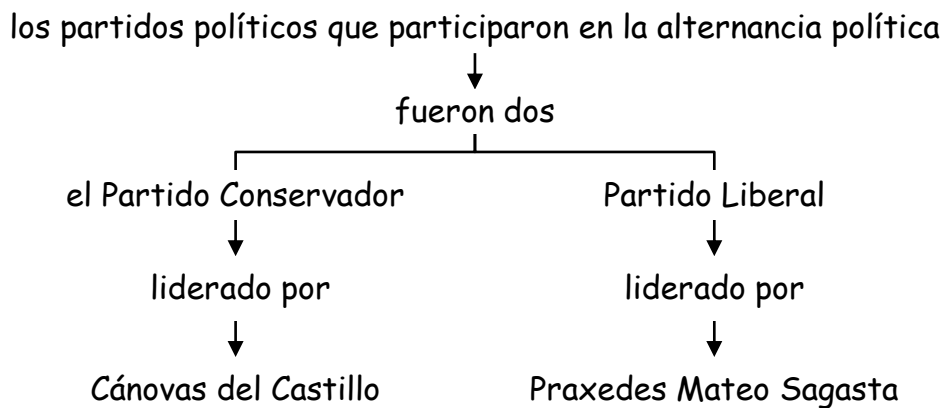 los partidos políticos que participaron en la alternancia política
fueron dos
el Partido Conservador
Partido Liberal
liderado por
liderado por
Cánovas del Castillo
Praxedes Mateo Sagasta